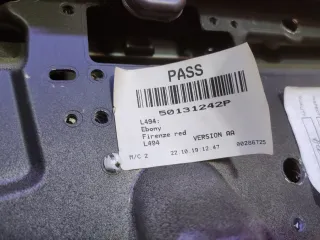 PASS
50131242P
L494:
Ebony
Firenze red VERSION AA
L494
M/C 2 22.10.19 12.47 00206725